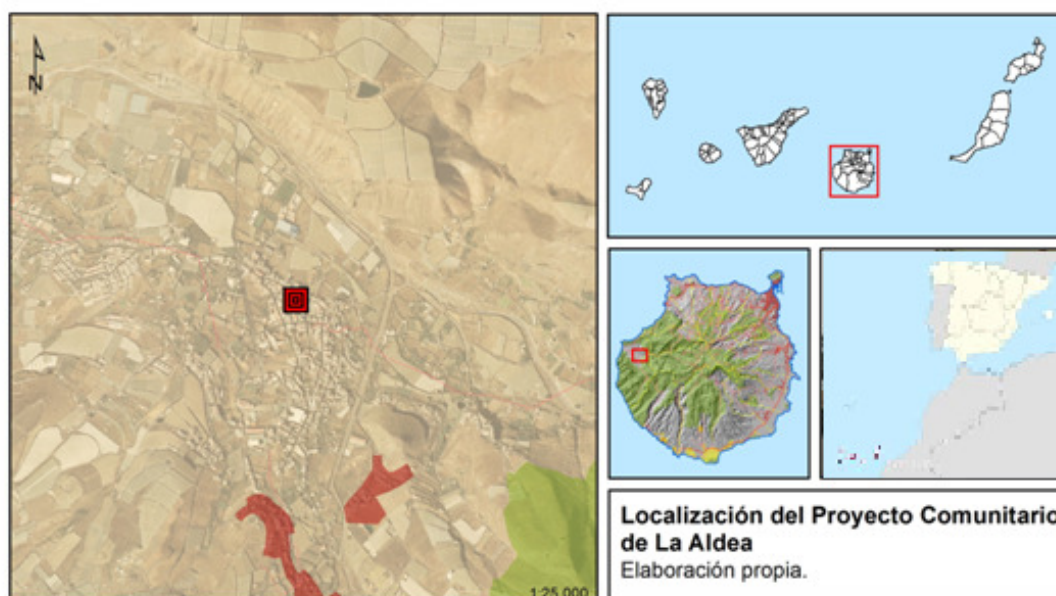 N
1:25.000
Localización del Proyecto Comunitario
de La Aldea
Elaboración propia.